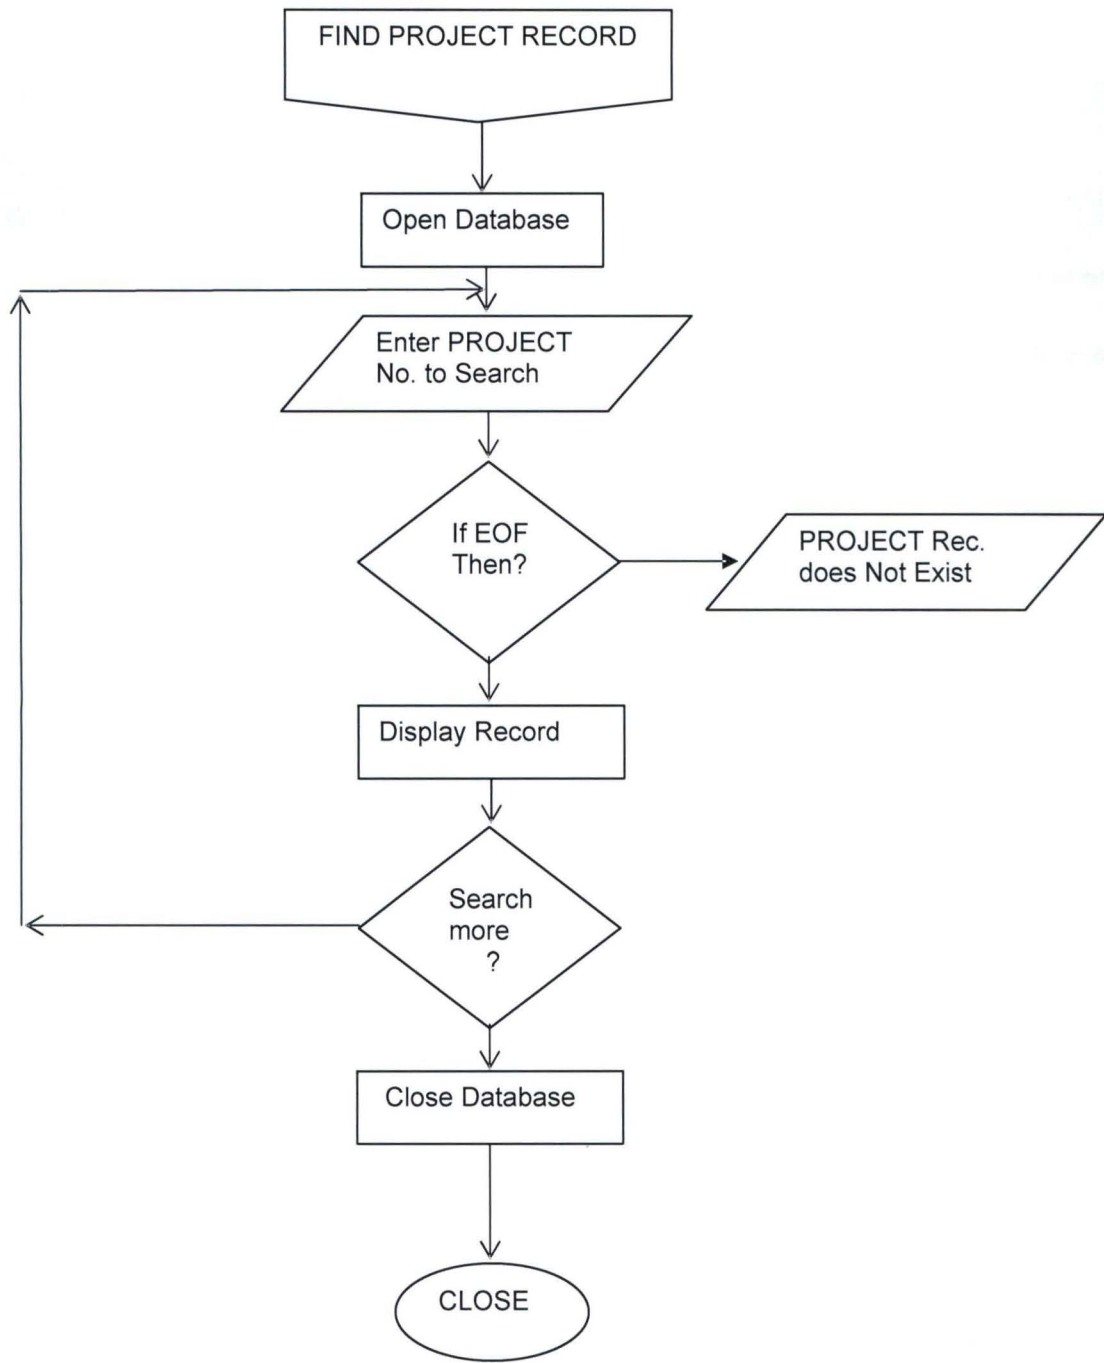 FIND PROJECT RECORD
Open Database
Enter PROJECT
No. to Search
If EOF
Then?
PROJECT Rec.
does Not Exist
Display Record
Search
more
?
Close Database
CLOSE